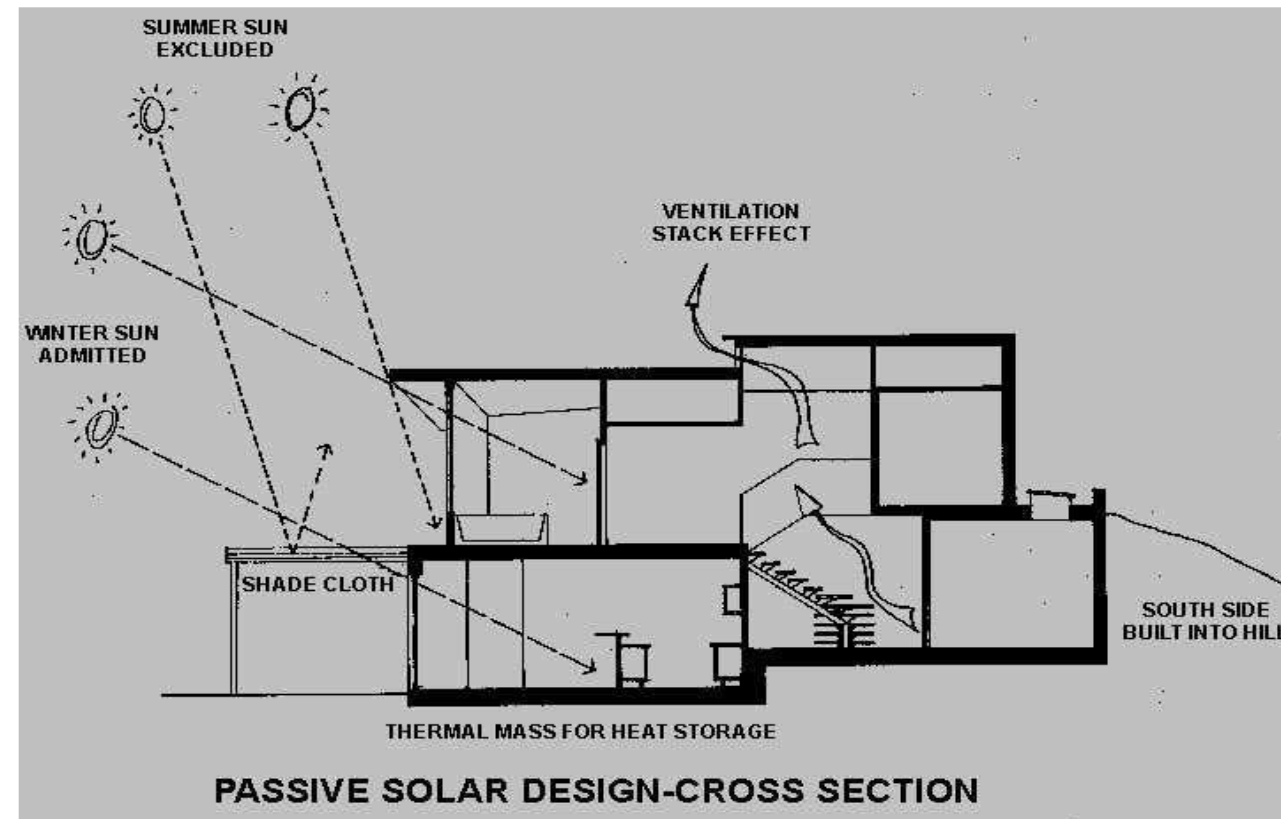 SUMMER SUN
EXCLUDED
VENTILATION
STACK EFFECT
WINTER SUN
ADMITTED
SHADE CLOTH
SOUTH SIDE
BUILT INTO HILL
THERMAL MASS FOR HEAT STORAGE
PASSIVE SOLAR DESIGN-CROSS SECTION